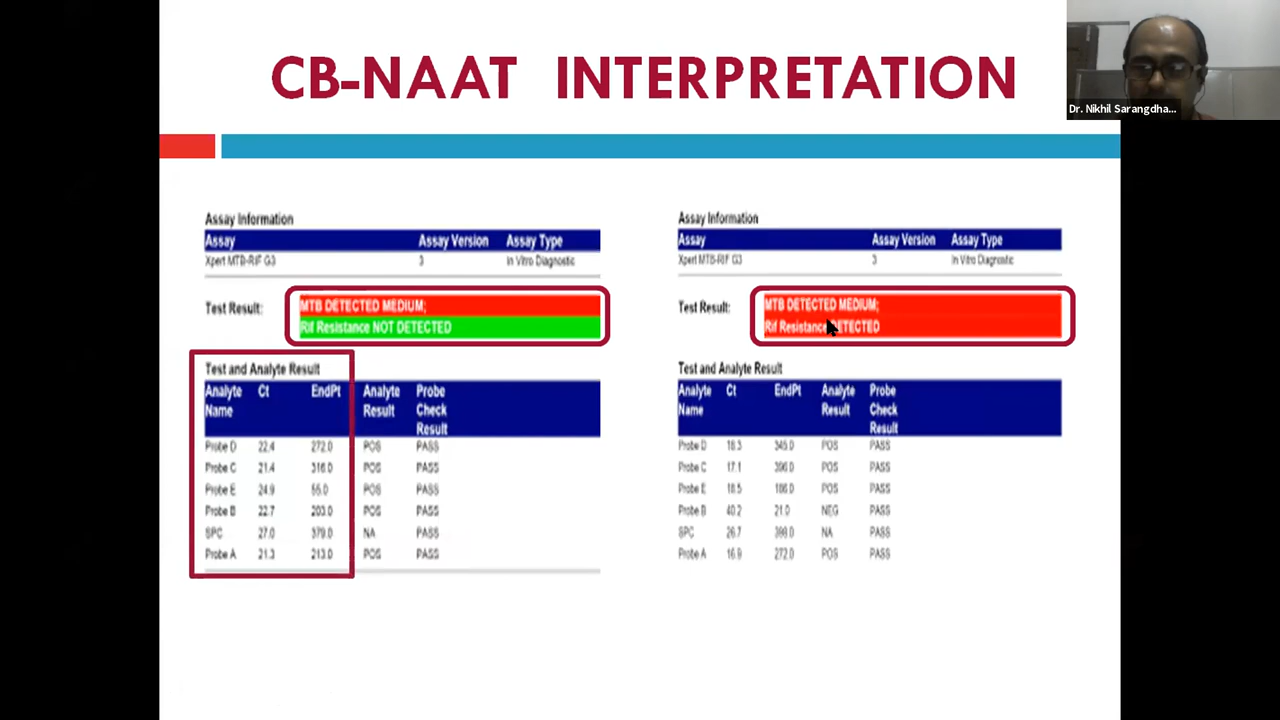 CB-NAAT INTERPRETATION
Dr. Nikhil Sarangdha...
Assay Information
Assay Assay Version Assay Type
Xpert MTB-RIF G3 3 In Vitro Diagnostic
Test Result: MTB DETECTED MEDIUM;
Rif Resistance NOT DETECTED
Test and Analyte Result
Analyte Name Ct EndPt Analyte Result Probe Check Result
Probe D 22.4 272.0 POS PASS
Probe C 21.4 316.0 POS PASS
Probe E 24.9 55.0 POS PASS
Probe B 22.7 203.0 POS PASS
SPC 27.0 379.0 NA PASS
Probe A 21.3 213.0 POS PASS
Assay Information
Assay Assay Version Assay Type
Xpert MTB-RIF G3 3 In Vitro Diagnostic
Test Result: MTB DETECTED MEDIUM;
Rif Resistance DETECTED
Test and Analyte Result
Analyte Name Ct EndPt Analyte Result Probe Check Result
Probe D 18.3 345.0 POS PASS
Probe C 17.1 396.0 POS PASS
Probe E 18.5 186.0 POS PASS
Probe B 40.2 21.0 NEG PASS
SPC 26.7 NA PASS
Probe A 16.9 272.0 POS PASS